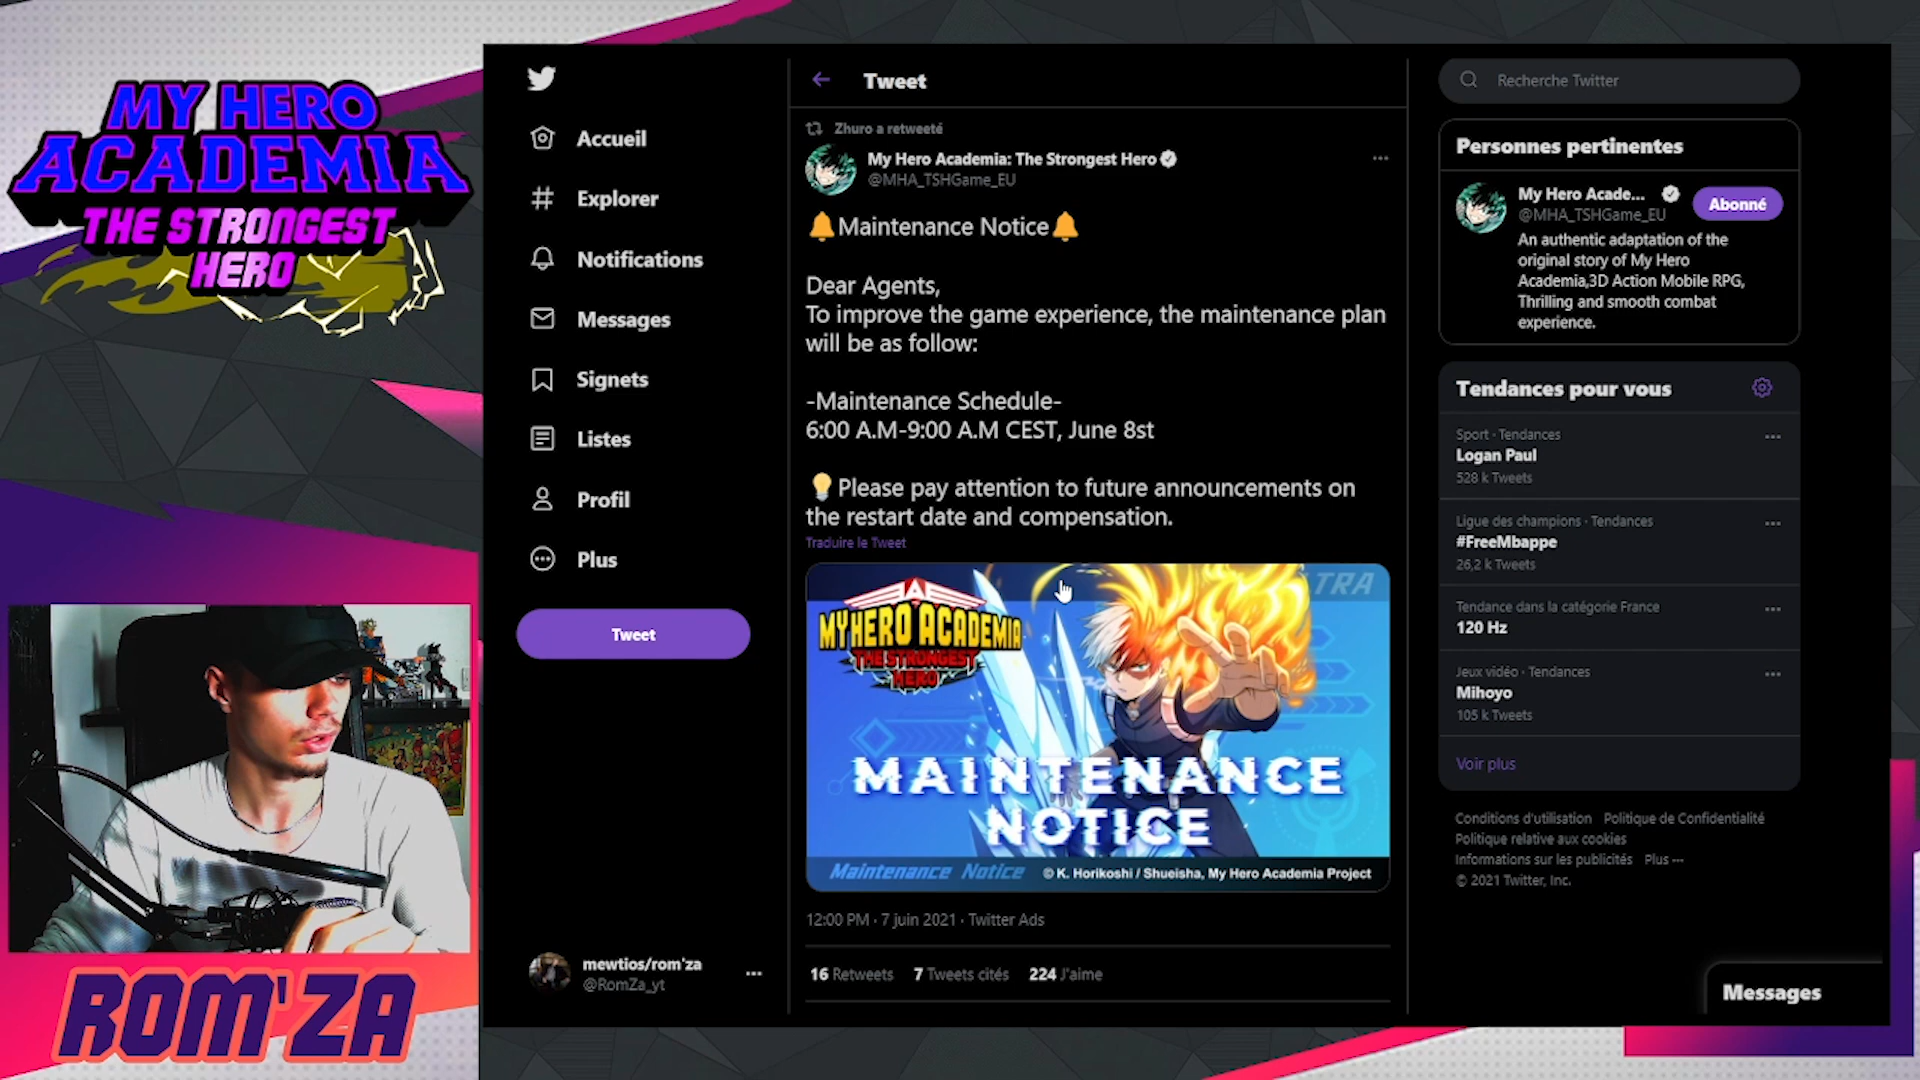 MY HERO
ACADEMIA
THE STRONGEST
HERO
ROM'ZA
Accueil
Explorer
Notifications
Messages
Signets
Listes
Profil
Plus
Tweet
mewtios/rom'za
@RomZa_yt
Tweet
Zhuro a retweeté
My Hero Academia: The Strongest Hero
@MHA_TSHGame_EU
Maintenance Notice
Dear Agents,
To improve the game experience, the maintenance plan
will be as follow:
-Maintenance Schedule-
6:00 A.M-9:00 A.M CEST, June 8st
Please pay attention to future announcements on
the restart date and compensation.
Traduire le Tweet
TRA
MY HERO ACADEMIA
THE STRONGEST
HERO
MAINTENANCE
NOTICE
Maintenance Notice © K. Horikoshi / Shueisha, My Hero Academia Project
12:00 PM · 7 juin 2021 · Twitter Ads
16 Retweets 7 Tweets cités 224 J'aime
Recherche Twitter
Personnes pertinentes
My Hero Acade...
@MHA_TSHGame_EU
Abonné
An authentic adaptation of the
original story of My Hero
Academia,3D Action Mobile RPG,
Thrilling and smooth combat
experience.
Tendances pour vous
Sport · Tendances
Logan Paul
528 k Tweets
Ligue des champions · Tendances
#FreeMbappe
26,2 k Tweets
Tendance dans la catégorie France
120 Hz
Jeux vidéo · Tendances
Mihoyo
105 k Tweets
Voir plus
Conditions d'utilisation Politique de Confidentialité
Politique relative aux cookies
Informations sur les publicités Plus ···
© 2021 Twitter, Inc.
Messages